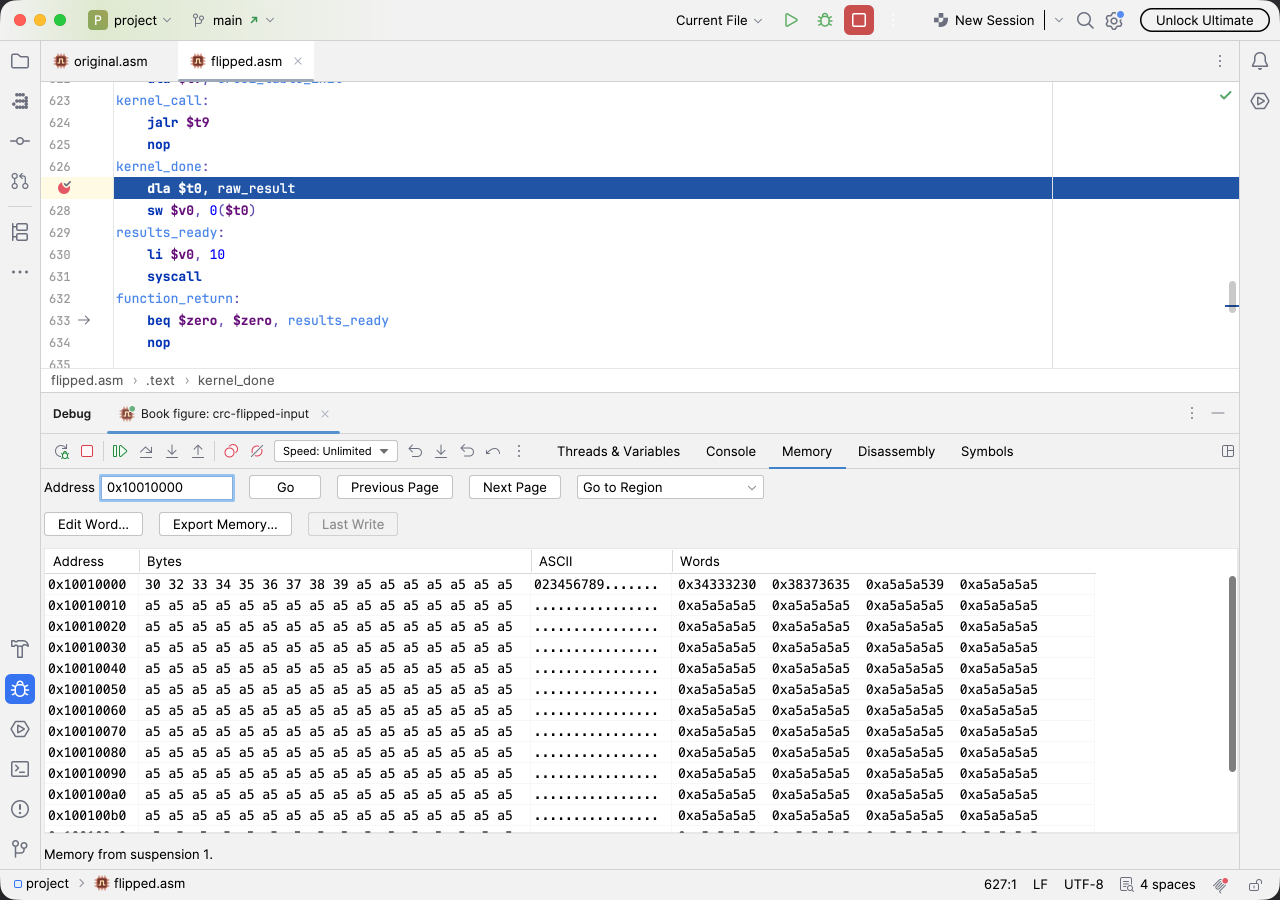 P project main Current File New Session Unlock Ultimate
original.asm flipped.asm
623 kernel_call:
624 jalr $t9
625 nop
626 kernel_done:
dla $t0, raw_result
628 sw $v0, 0($t0)
629 results_ready:
630 li $v0, 10
631 syscall
632 function_return:
633 beq $zero, $zero, results_ready
634 nop
635
flipped.asm › .text › kernel_done
Debug Book figure: crc-flipped-input
Speed: Unlimited Threads & Variables Console Memory Disassembly Symbols
Address 0x10010000 Go Previous Page Next Page Go to Region
Edit Word... Export Memory... Last Write
Address Bytes ASCII Words
0x10010000 30 32 33 34 35 36 37 38 39 a5 a5 a5 a5 a5 a5 a5 023456789....... 0x34333230 0x38373635 0xa5a5a539 0xa5a5a5a5
0x10010010 a5 a5 a5 a5 a5 a5 a5 a5 a5 a5 a5 a5 a5 a5 a5 a5 ................ 0xa5a5a5a5 0xa5a5a5a5 0xa5a5a5a5 0xa5a5a5a5
0x10010020 a5 a5 a5 a5 a5 a5 a5 a5 a5 a5 a5 a5 a5 a5 a5 a5 ................ 0xa5a5a5a5 0xa5a5a5a5 0xa5a5a5a5 0xa5a5a5a5
0x10010030 a5 a5 a5 a5 a5 a5 a5 a5 a5 a5 a5 a5 a5 a5 a5 a5 ................ 0xa5a5a5a5 0xa5a5a5a5 0xa5a5a5a5 0xa5a5a5a5
0x10010040 a5 a5 a5 a5 a5 a5 a5 a5 a5 a5 a5 a5 a5 a5 a5 a5 ................ 0xa5a5a5a5 0xa5a5a5a5 0xa5a5a5a5 0xa5a5a5a5
0x10010050 a5 a5 a5 a5 a5 a5 a5 a5 a5 a5 a5 a5 a5 a5 a5 a5 ................ 0xa5a5a5a5 0xa5a5a5a5 0xa5a5a5a5 0xa5a5a5a5
0x10010060 a5 a5 a5 a5 a5 a5 a5 a5 a5 a5 a5 a5 a5 a5 a5 a5 ................ 0xa5a5a5a5 0xa5a5a5a5 0xa5a5a5a5 0xa5a5a5a5
0x10010070 a5 a5 a5 a5 a5 a5 a5 a5 a5 a5 a5 a5 a5 a5 a5 a5 ................ 0xa5a5a5a5 0xa5a5a5a5 0xa5a5a5a5 0xa5a5a5a5
0x10010080 a5 a5 a5 a5 a5 a5 a5 a5 a5 a5 a5 a5 a5 a5 a5 a5 ................ 0xa5a5a5a5 0xa5a5a5a5 0xa5a5a5a5 0xa5a5a5a5
0x10010090 a5 a5 a5 a5 a5 a5 a5 a5 a5 a5 a5 a5 a5 a5 a5 a5 ................ 0xa5a5a5a5 0xa5a5a5a5 0xa5a5a5a5 0xa5a5a5a5
0x100100a0 a5 a5 a5 a5 a5 a5 a5 a5 a5 a5 a5 a5 a5 a5 a5 a5 ................ 0xa5a5a5a5 0xa5a5a5a5 0xa5a5a5a5 0xa5a5a5a5
0x100100b0 a5 a5 a5 a5 a5 a5 a5 a5 a5 a5 a5 a5 a5 a5 a5 a5 ................ 0xa5a5a5a5 0xa5a5a5a5 0xa5a5a5a5 0xa5a5a5a5
Memory from suspension 1.
project › flipped.asm 627:1 LF UTF-8 4 spaces